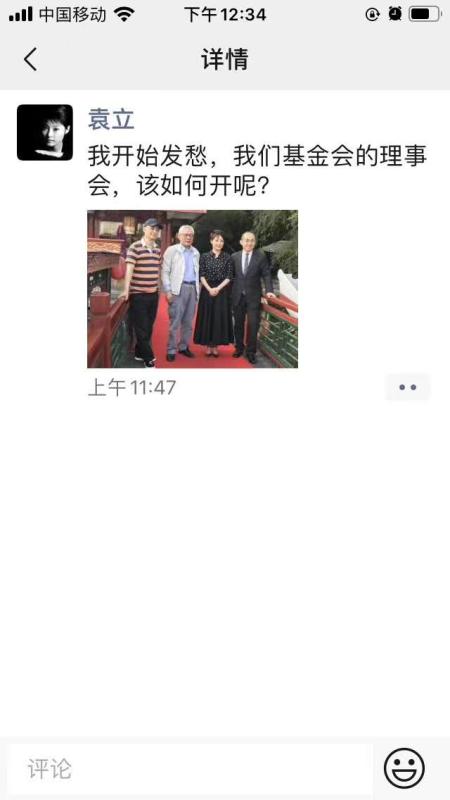 中国移动 下午12:34
详情
袁立
我开始发愁，我们基金会的理事
会，该如何开呢?
上午11:47
评论